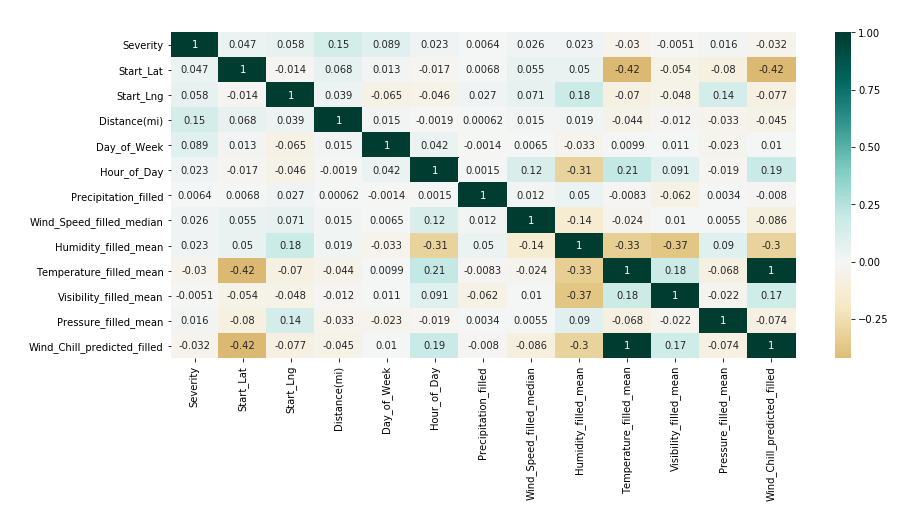 Severity 1 0.047 0.058 0.15 0.089 0.023 0.0064 0.026 0.023 -0.03 -0.0051 0.016 -0.032
Start_Lat 0.047 1 -0.014 0.068 0.013 -0.017 0.0068 0.055 0.05 -0.42 -0.054 -0.08 -0.42
Start_Lng 0.058 -0.014 1 0.039 -0.065 -0.046 0.027 0.071 0.18 -0.07 -0.048 0.14 -0.077
Distance(mi) 0.15 0.068 0.039 1 0.015 -0.0019 0.00062 0.015 0.019 -0.044 -0.012 -0.033 -0.045
Day_of_Week 0.089 0.013 -0.065 0.015 1 0.042 -0.0014 0.0065 -0.033 0.0099 0.011 -0.023 0.01
Hour_of_Day 0.023 -0.017 -0.046 -0.0019 0.042 1 0.0015 0.12 -0.31 0.21 0.091 -0.019 0.19
Precipitation_filled 0.0064 0.0068 0.027 0.00062 -0.0014 0.0015 1 0.012 0.05 -0.0083 -0.062 0.0034 -0.008
Wind_Speed_filled_median 0.026 0.055 0.071 0.015 0.0065 0.12 0.012 1 -0.14 -0.024 0.01 0.0055 -0.086
Humidity_filled_mean 0.023 0.05 0.18 0.019 -0.033 -0.31 0.05 -0.14 1 -0.33 -0.37 0.09 -0.3
Temperature_filled_mean -0.03 -0.42 -0.07 -0.044 0.0099 0.21 -0.0083 -0.024 -0.33 1 0.18 -0.068 1
Visibility_filled_mean -0.0051 -0.054 -0.048 -0.012 0.011 0.091 -0.062 0.01 -0.37 0.18 1 -0.022 0.17
Pressure_filled_mean 0.016 -0.08 0.14 -0.033 -0.023 -0.019 0.0034 0.0055 0.09 -0.068 -0.022 1 -0.074
Wind_Chill_predicted_filled -0.032 -0.42 -0.077 -0.045 0.01 0.19 -0.008 -0.086 -0.3 1 0.17 -0.074 1
Severity
Start_Lat
Start_Lng
Distance(mi)
Day_of_Week
Hour_of_Day
Precipitation_filled
Wind_Speed_filled_median
Humidity_filled_mean
Temperature_filled_mean
Visibility_filled_mean
Pressure_filled_mean
Wind_Chill_predicted_filled
1.00
0.75
0.50
0.25
0.00
−0.25